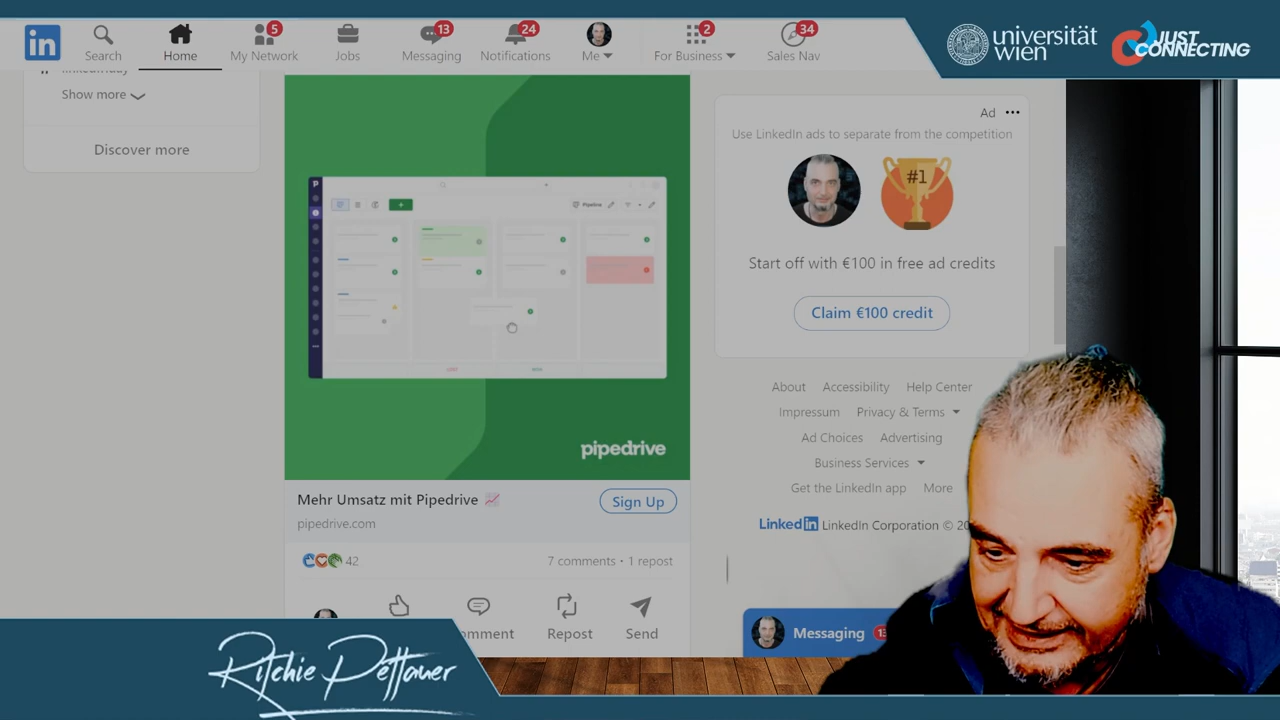 in
Search
Home
5
My Network
Jobs
13
Messaging
24
Notifications
Me
2
For Business
34
Sales Nav
universität
wien
JUST
CONNECTING
Show more
Discover more
pipedrive
Mehr Umsatz mit Pipedrive
pipedrive.com
Sign Up
42
7 comments • 1 repost
Repost
Send
Ad
Use LinkedIn ads to separate from the competition
#1
Start off with €100 in free ad credits
Claim €100 credit
About Accessibility Help Center
Impressum Privacy & Terms
Ad Choices Advertising
Business Services
Get the LinkedIn app More
LinkedIn LinkedIn Corporation ©
Messaging
Ritchie Pettauer